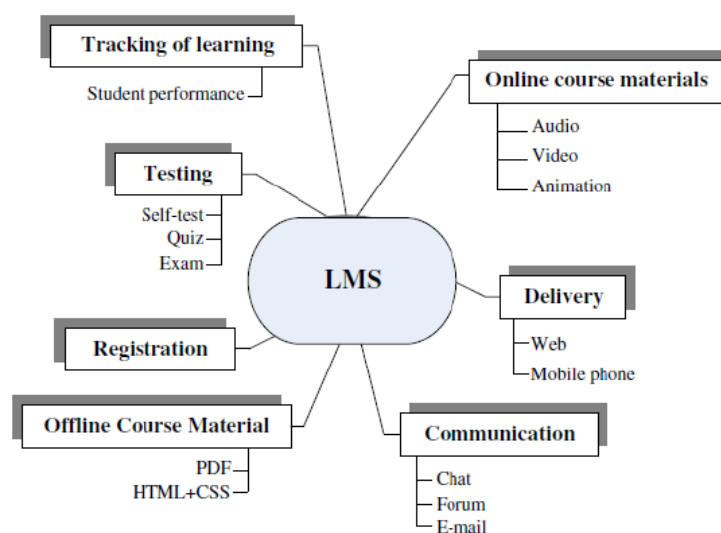 Tracking of learning
Student performance
Online course materials
Audio
Video
Animation
Testing
Self-test
Quiz
Exam
LMS
Delivery
Web
Mobile phone
Registration
Offline Course Material
PDF
HTML+CSS
Communication
Chat
Forum
E-mail